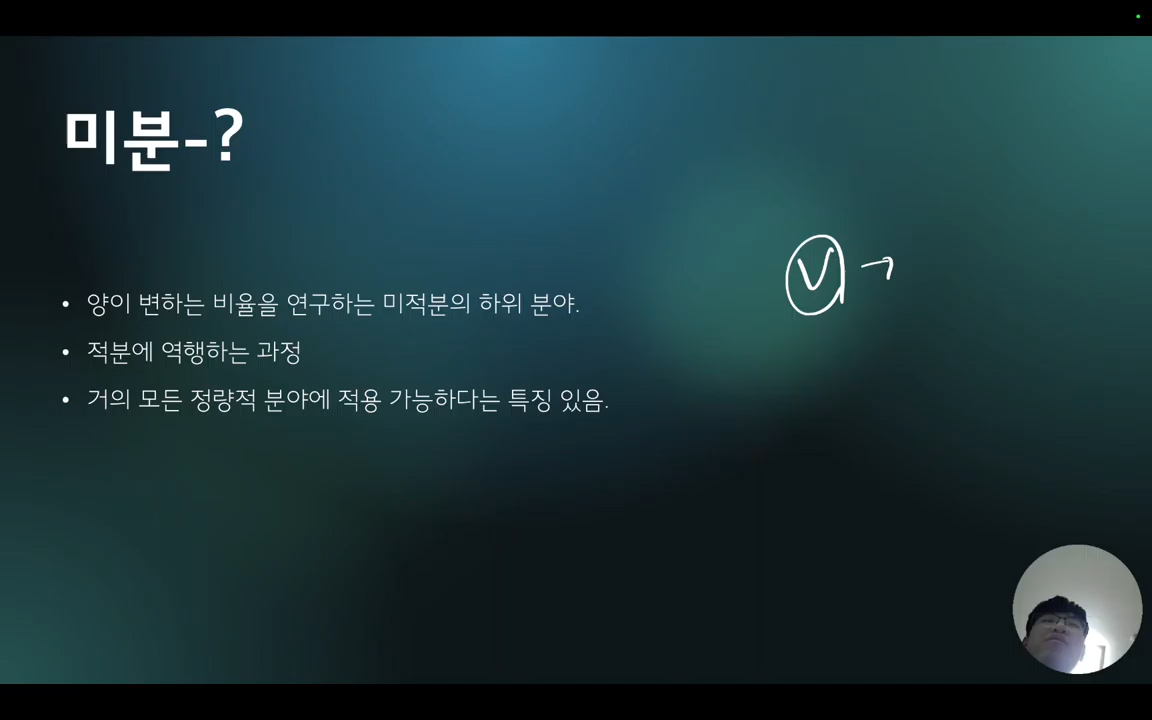 미분-?
V →
• 양이 변하는 비율을 연구하는 미적분의 하위 분야.
• 적분에 역행하는 과정
• 거의 모든 정량적 분야에 적용 가능하다는 특징 있음.